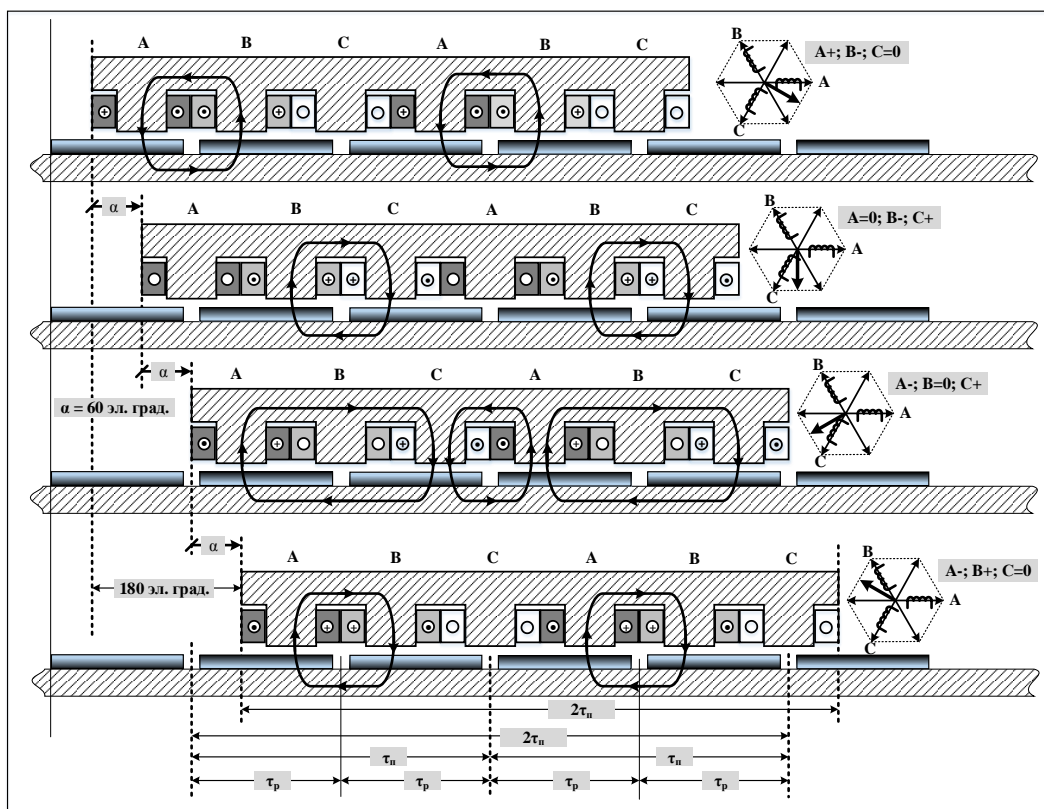 A B C A B C
B
A
C
A+; B-; C=0
α
A B C A B C
B
A
C
A=0; B-; C+
α
A B C A B C
B
A
C
A-; B=0; C+
α = 60 эл. град.
α
A B C A B C
B
A
C
A-; B+; C=0
180 эл. град.
2τп
2τп
τп τп
τр τр τр τр